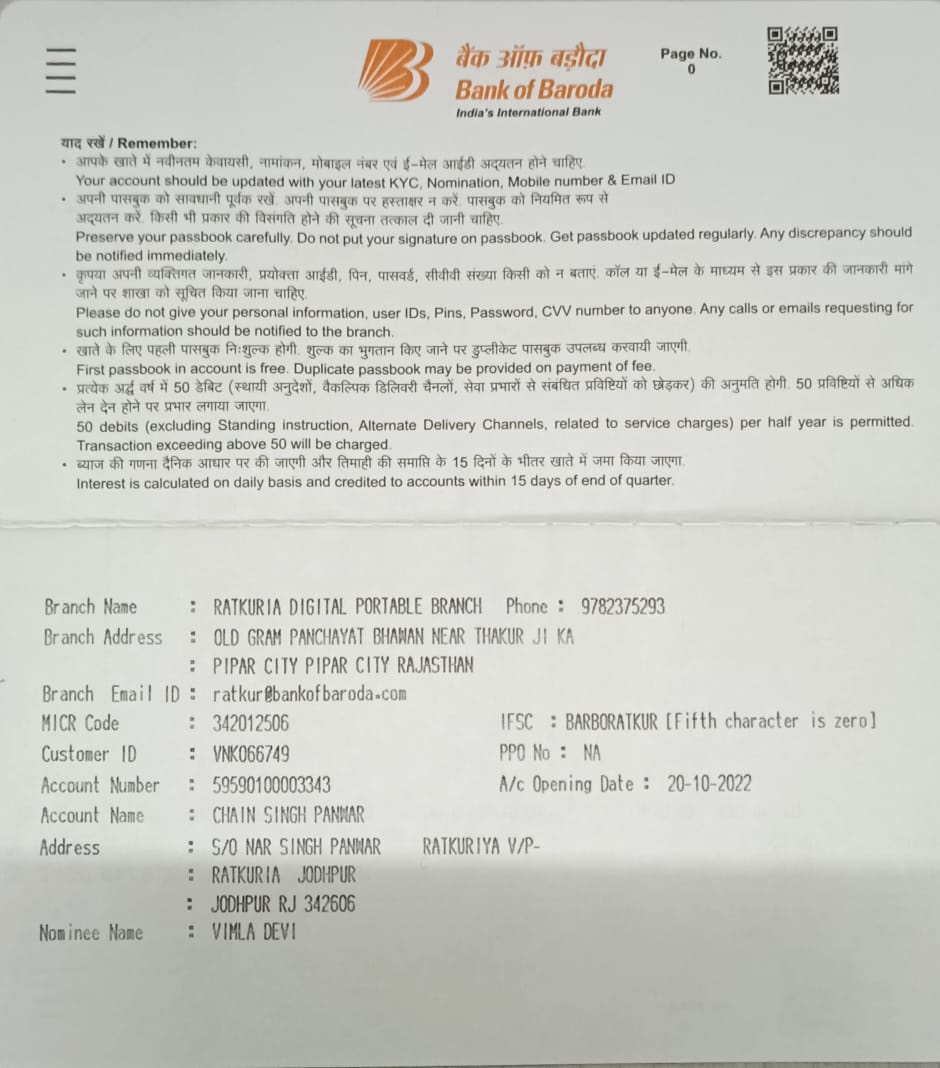 बैंक ऑफ़ बड़ौदा
Bank of Baroda
India's International Bank
Page No.
0
याद रखें / Remember:
• आपके खाते में नवीनतम केवायसी, नामांकन, मोबाइल नंबर एवं ई-मेल आईडी अद्यतन होने चाहिए.
Your account should be updated with your latest KYC, Nomination, Mobile number & Email ID
• अपनी पासबुक को सावधानी पूर्वक रखें. अपनी पासबुक पर हस्ताक्षर न करें. पासबुक को नियमित रूप से
अद्यतन करें. किसी भी प्रकार की विसंगति होने की सूचना तत्काल दी जानी चाहिए.
Preserve your passbook carefully. Do not put your signature on passbook. Get passbook updated regularly. Any discrepancy should
be notified immediately.
• कृपया अपनी व्यक्तिगत जानकारी, प्रयोक्ता आईडी, पिन, पासवर्ड, सीवीवी संख्या किसी को न बताएं. कॉल या ई-मेल के माध्यम से इस प्रकार की जानकारी मांगे
जाने पर शाखा को सूचित किया जाना चाहिए.
Please do not give your personal information, user IDs, Pins, Password, CVV number to anyone. Any calls or emails requesting for
such information should be notified to the branch.
• खाते के लिए पहली पासबुक निःशुल्क होगी. शुल्क का भुगतान किए जाने पर डुप्लीकेट पासबुक उपलब्ध करवायी जाएगी.
First passbook in account is free. Duplicate passbook may be provided on payment of fee.
• प्रत्येक अर्द्ध वर्ष में 50 डेबिट (स्थायी अनुदेशों, वैकल्पिक डिलिवरी चैनलों, सेवा प्रभारों से संबंधित प्रविष्टियों को छोड़कर) की अनुमति होगी. 50 प्रविष्टियों से अधिक
लेन देन होने पर प्रभार लगाया जाएगा.
50 debits (excluding Standing instruction, Alternate Delivery Channels, related to service charges) per half year is permitted.
Transaction exceeding above 50 will be charged.
• ब्याज की गणना दैनिक आधार पर की जाएगी और तिमाही की समाप्ति के 15 दिनों के भीतर खाते में जमा किया जाएगा.
Interest is calculated on daily basis and credited to accounts within 15 days of end of quarter.
Branch Name : RATKURIA DIGITAL PORTABLE BRANCH Phone : 9782375293
Branch Address : OLD GRAM PANCHAYAT BHAWAN NEAR THAKUR JI KA
: PIPAR CITY PIPAR CITY RAJASTHAN
Branch Email ID : ratkur@bankofbaroda.com
MICR Code : 342012506 IFSC : BARB0RATKUR [Fifth character is zero]
Customer ID : VNK066749 PPO No : NA
Account Number : 59590100003343 A/c Opening Date : 20-10-2022
Account Name : CHAIN SINGH PANWAR
Address : S/O NAR SINGH PANWAR RATKURIYA V/P-
: RATKURIA JODHPUR
: JODHPUR RJ 342606
Nominee Name : VIMLA DEVI